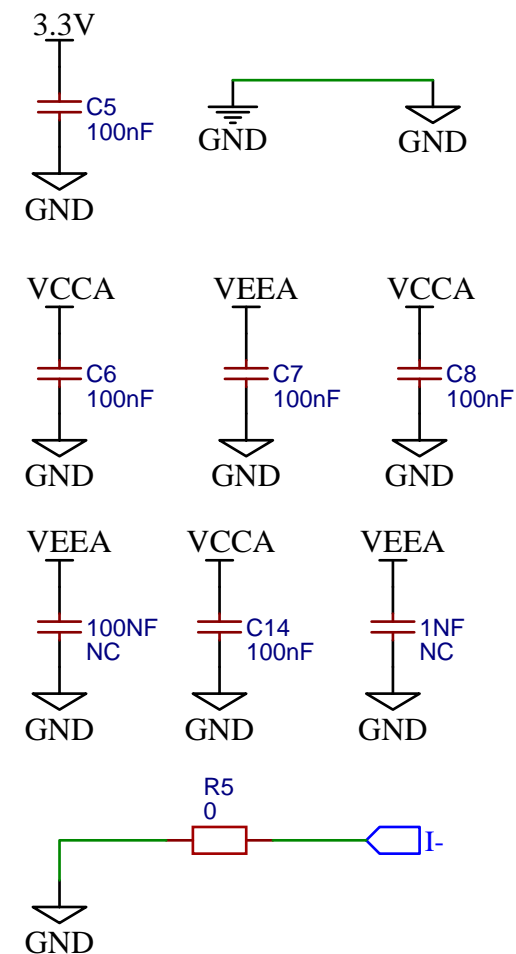 3.3V
C5
100nF
GND
GND
GND
VCCA
VEEA
VCCA
C6
100nF
C7
100nF
C8
100nF
GND
GND
GND
VEEA
VCCA
VEEA
100NF
NC
C14
100nF
1NF
NC
GND
GND
GND
R5
0
I-
GND